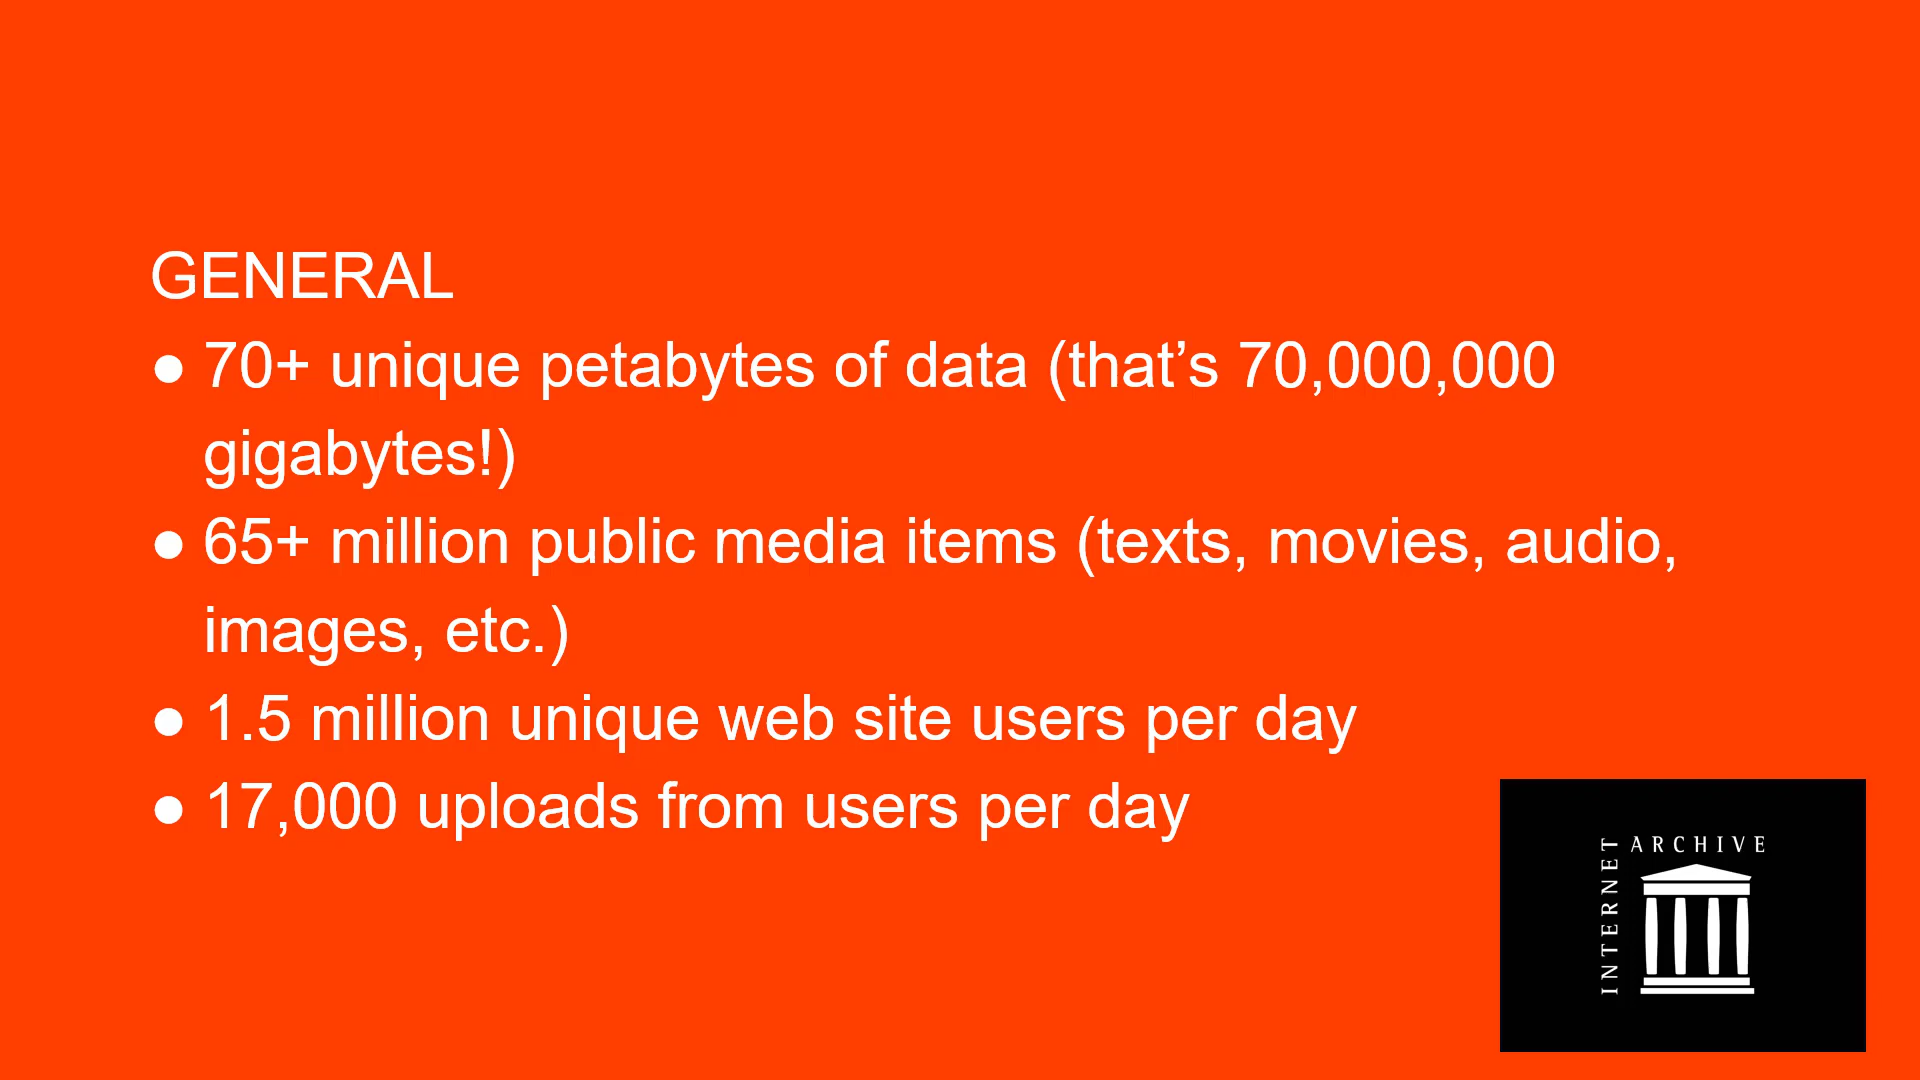 GENERAL
● 70+ unique petabytes of data (that’s 70,000,000
gigabytes!)
● 65+ million public media items (texts, movies, audio,
images, etc.)
● 1.5 million unique web site users per day
● 17,000 uploads from users per day
INTERNET
ARCHIVE